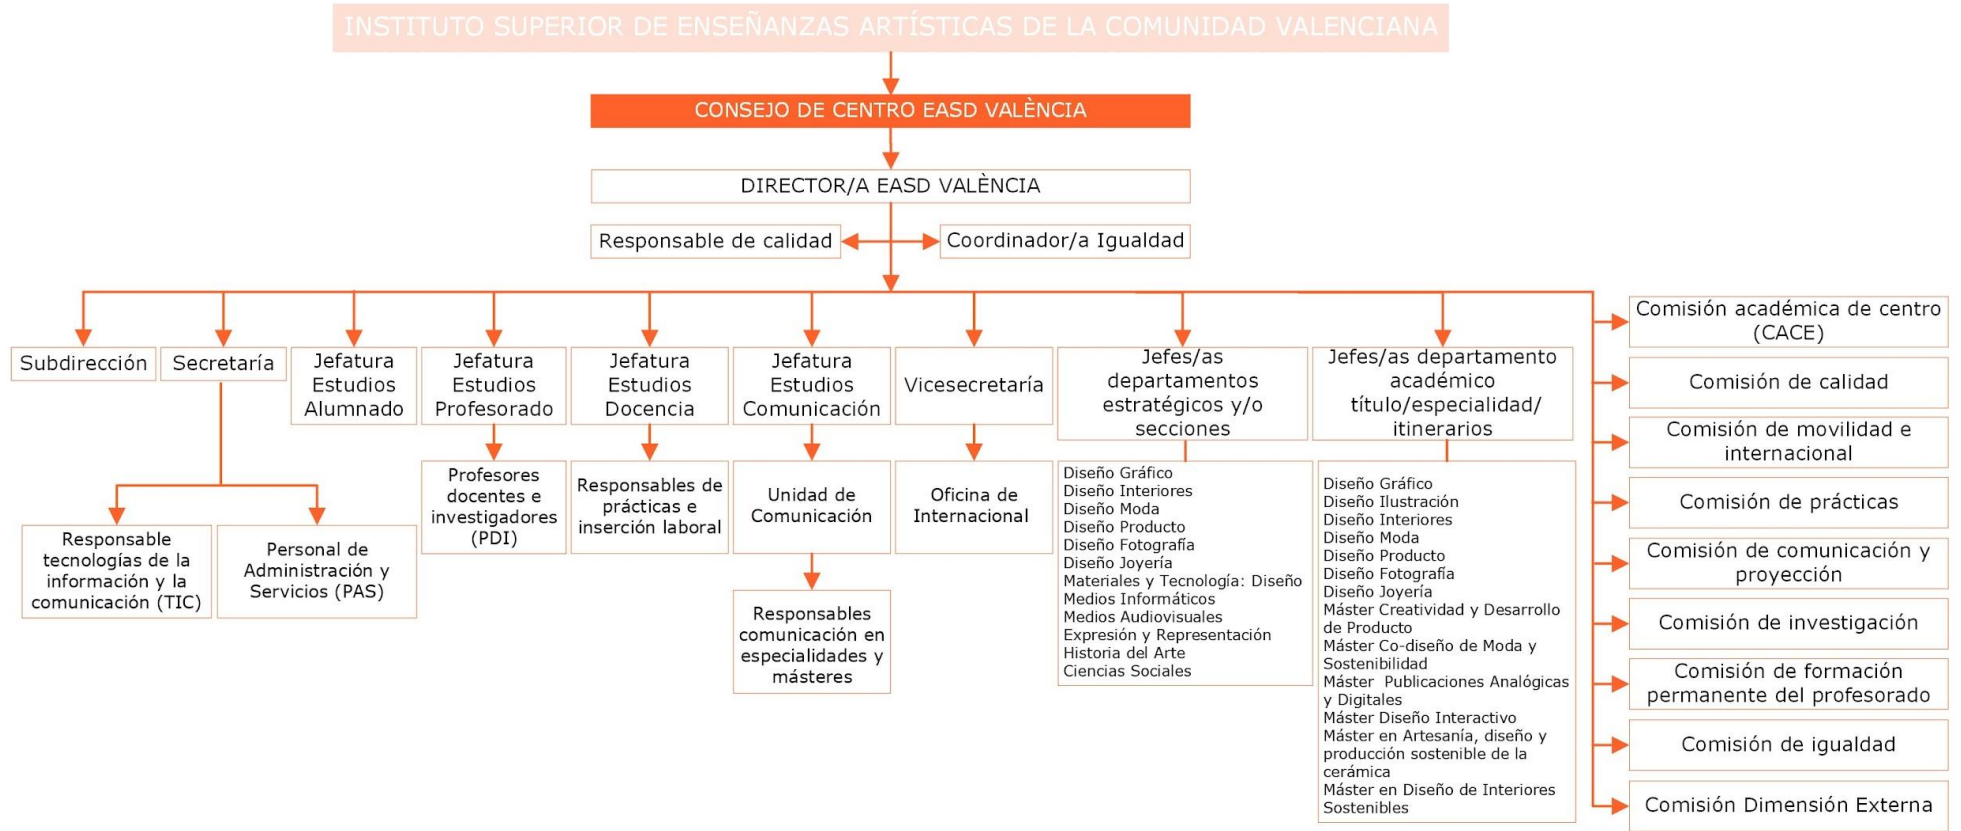 INSTITUTO SUPERIOR DE ENSEÑANZAS ARTÍSTICAS DE LA COMUNIDAD VALENCIANA
CONSEJO DE CENTRO EASD VALÈNCIA
DIRECTOR/A EASD VALÈNCIA
Responsable de calidad
Coordinador/a Igualdad
Subdirección
Secretaría
Jefatura
Estudios
Alumnado
Jefatura
Estudios
Profesorado
Jefatura
Estudios
Docencia
Jefatura
Estudios
Comunicación
Vicesecretaría
Jefes/as
departamentos
estratégicos y/o
secciones
Jefes/as departamento
académico
título/especialidad/
itinerarios
Responsable
tecnologías de la
información y la
comunicación (TIC)
Personal de
Administración y
Servicios (PAS)
Profesores
docentes e
investigadores
(PDI)
Responsables de
prácticas e
inserción laboral
Unidad de
Comunicación
Responsables
comunicación en
especialidades y
másteres
Oficina de
Internacional
Diseño Gráfico
Diseño Interiores
Diseño Moda
Diseño Producto
Diseño Fotografía
Diseño Joyería
Materiales y Tecnología: Diseño
Medios Informáticos
Medios Audiovisuales
Expresión y Representación
Historia del Arte
Ciencias Sociales
Diseño Gráfico
Diseño Ilustración
Diseño Interiores
Diseño Moda
Diseño Producto
Diseño Fotografía
Diseño Joyería
Máster Creatividad y Desarrollo
de Producto
Máster Co-diseño de Moda y
Sostenibilidad
Máster Publicaciones Analógicas
y Digitales
Máster Diseño Interactivo
Máster en Artesanía, diseño y
producción sostenible de la
cerámica
Máster en Diseño de Interiores
Sostenibles
Comisión académica de centro
(CACE)
Comisión de calidad
Comisión de movilidad e
internacional
Comisión de prácticas
Comisión de comunicación y
proyección
Comisión de investigación
Comisión de formación
permanente del profesorado
Comisión de igualdad
Comisión Dimensión Externa